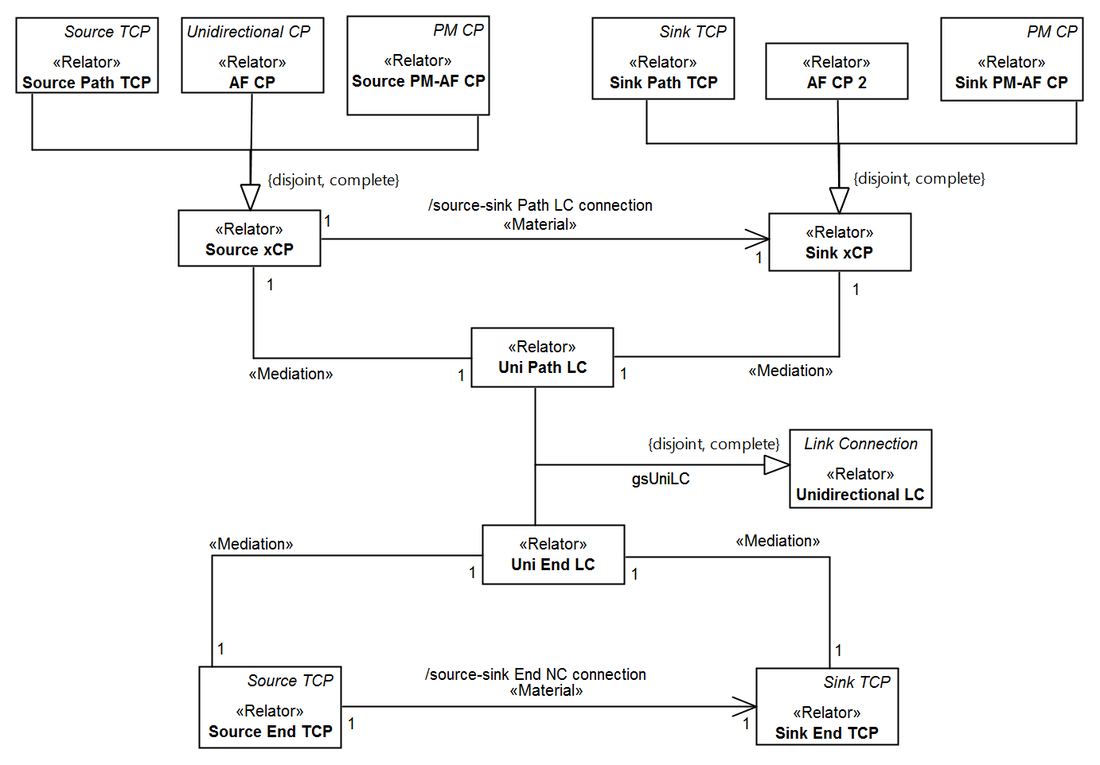 Source TCP
«Relator»
Source Path TCP
Unidirectional CP
«Relator»
AF CP
PM CP
«Relator»
Source PM-AF CP
Sink TCP
«Relator»
Sink Path TCP
«Relator»
AF CP 2
PM CP
«Relator»
Sink PM-AF CP
{disjoint, complete}
{disjoint, complete}
«Relator»
Source xCP
1
/source-sink Path LC connection
«Material»
1
«Relator»
Sink xCP
1
1
«Mediation»
1
«Relator»
Uni Path LC
1
«Mediation»
{disjoint, complete}
gsUniLC
Link Connection
«Relator»
Unidirectional LC
«Mediation»
1
«Relator»
Uni End LC
1
«Mediation»
1
1
Source TCP
«Relator»
Source End TCP
1
/source-sink End NC connection
«Material»
1
Sink TCP
«Relator»
Sink End TCP